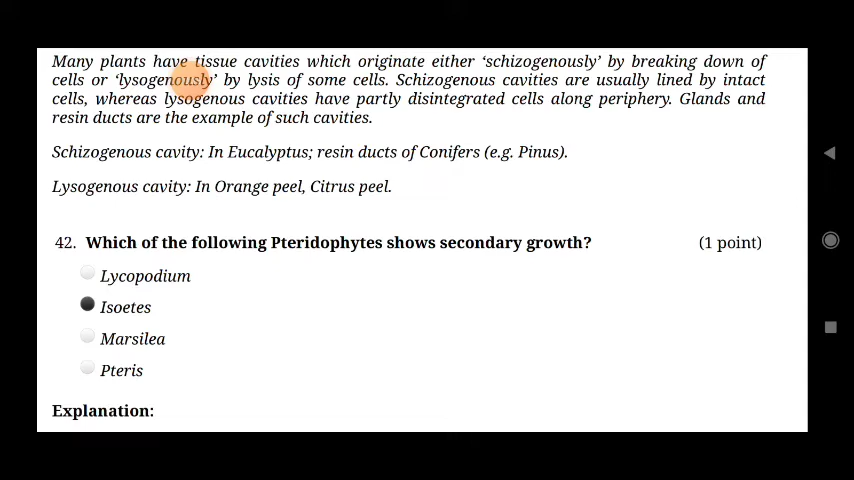 Many plants have tissue cavities which originate either ‘schizogenously’ by breaking down of
cells or ‘lysogenously’ by lysis of some cells. Schizogenous cavities are usually lined by intact
cells, whereas lysogenous cavities have partly disintegrated cells along periphery. Glands and
resin ducts are the example of such cavities.
Schizogenous cavity: In Eucalyptus; resin ducts of Conifers (e.g. Pinus).
Lysogenous cavity: In Orange peel, Citrus peel.
42. Which of the following Pteridophytes shows secondary growth? (1 point)
Lycopodium
Isoetes
Marsilea
Pteris
Explanation: